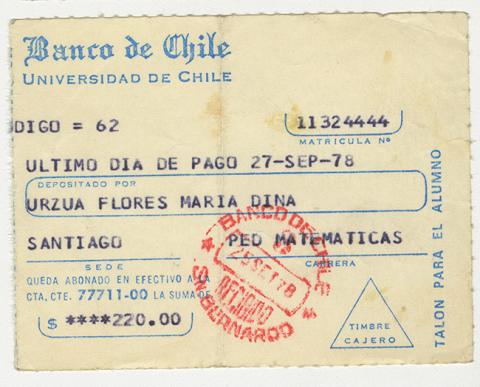 Banco de Chile
UNIVERSIDAD DE CHILE
DIGO = 62
11324444
MATRICULA Nº
ULTIMO DIA DE PAGO 27-SEP-78
DEPOSITADO POR
URZUA FLORES MARIA DINA
SANTIAGO PED MATEMATICAS
SEDE CARRERA
QUEDA ABONADO EN EFECTIVO A LA
CTA. CTE. 77711-00 LA SUMA DE
$ ****220.00
TIMBRE
CAJERO
TALON PARA EL ALUMNO
BANCO DE CHILE
RECIBIDO
S. BERNARDO